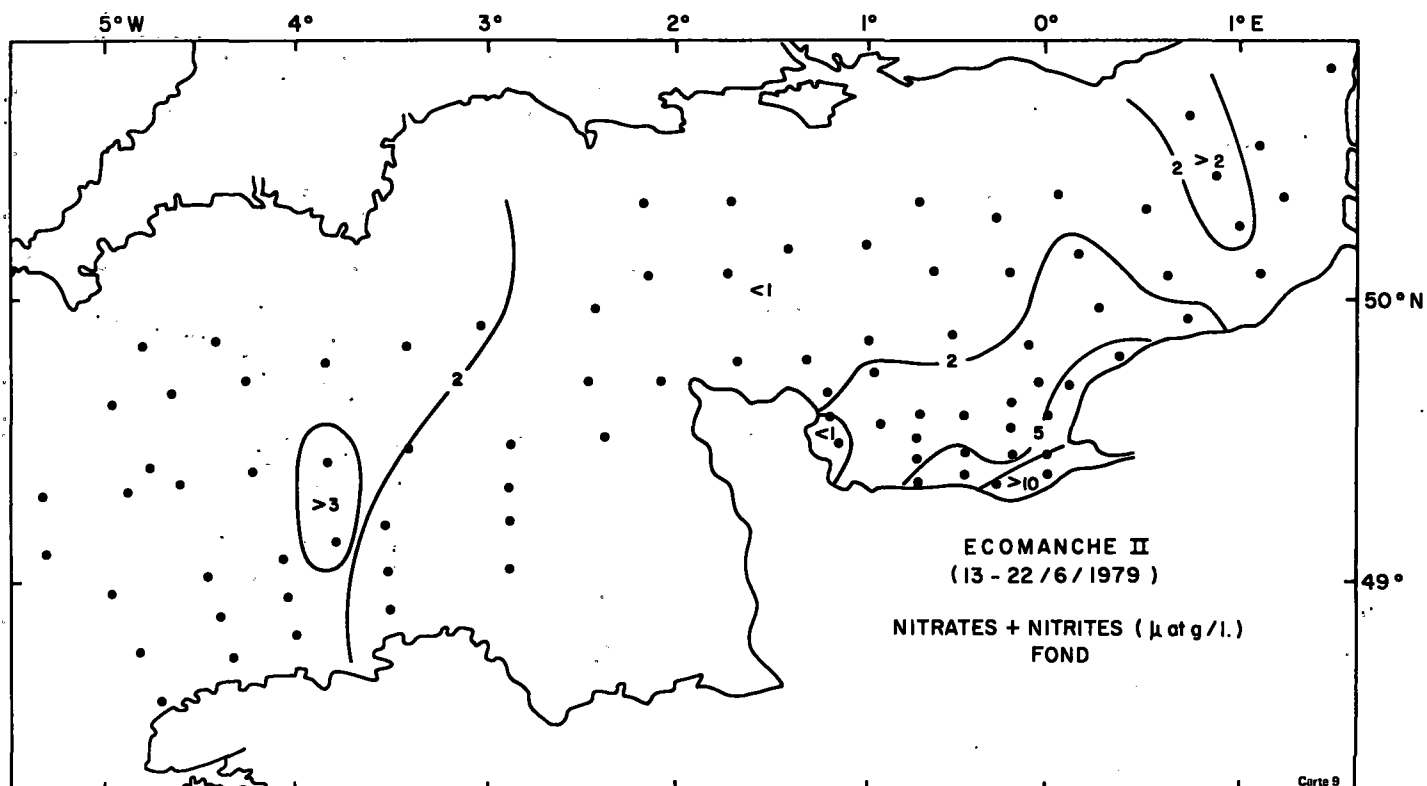 5° W 4° 3° 2° 1° 0° 1° E
2 > 2
<1
50° N
2
2
<1
5
>3
>10
ECOMANCHE II
(13 - 22 / 6 / 1979 )
49°
NITRATES + NITRITES ( µ at g / l. )
FOND
Carte 9